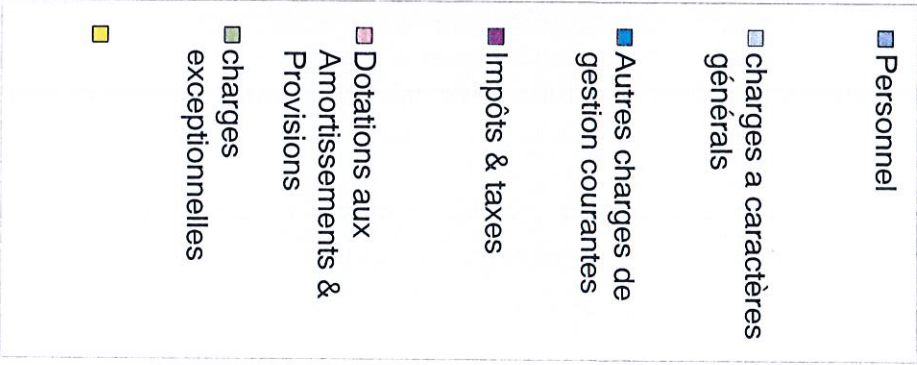 Personnel
charges a caractères
générals
Autres charges de
gestion courantes
Impôts & taxes
Dotations aux
Amortissements &
Provisions
charges
exceptionnelles